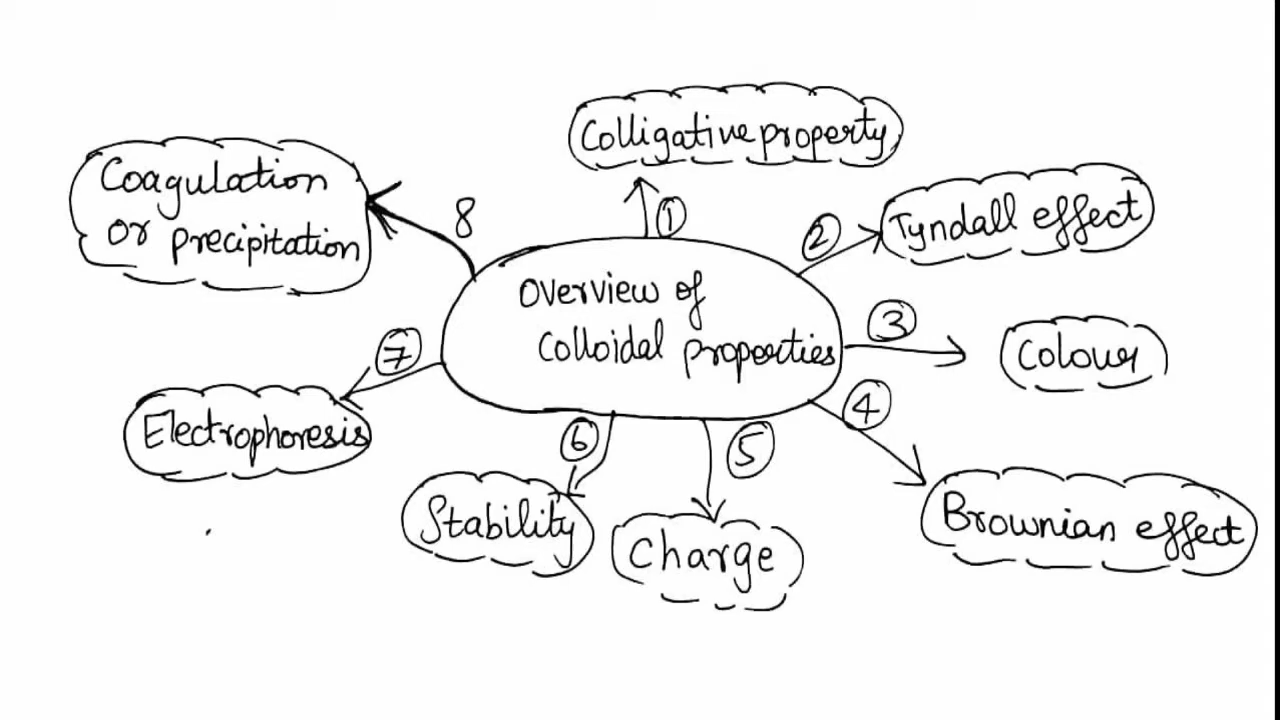 Colligative property
Coagulation
or precipitation
8
①
②
Tyndall effect
Overview of
Colloidal properties
③
Colour
⑦
④
Electrophoresis
⑥
⑤
Stability
Charge
Brownian effect